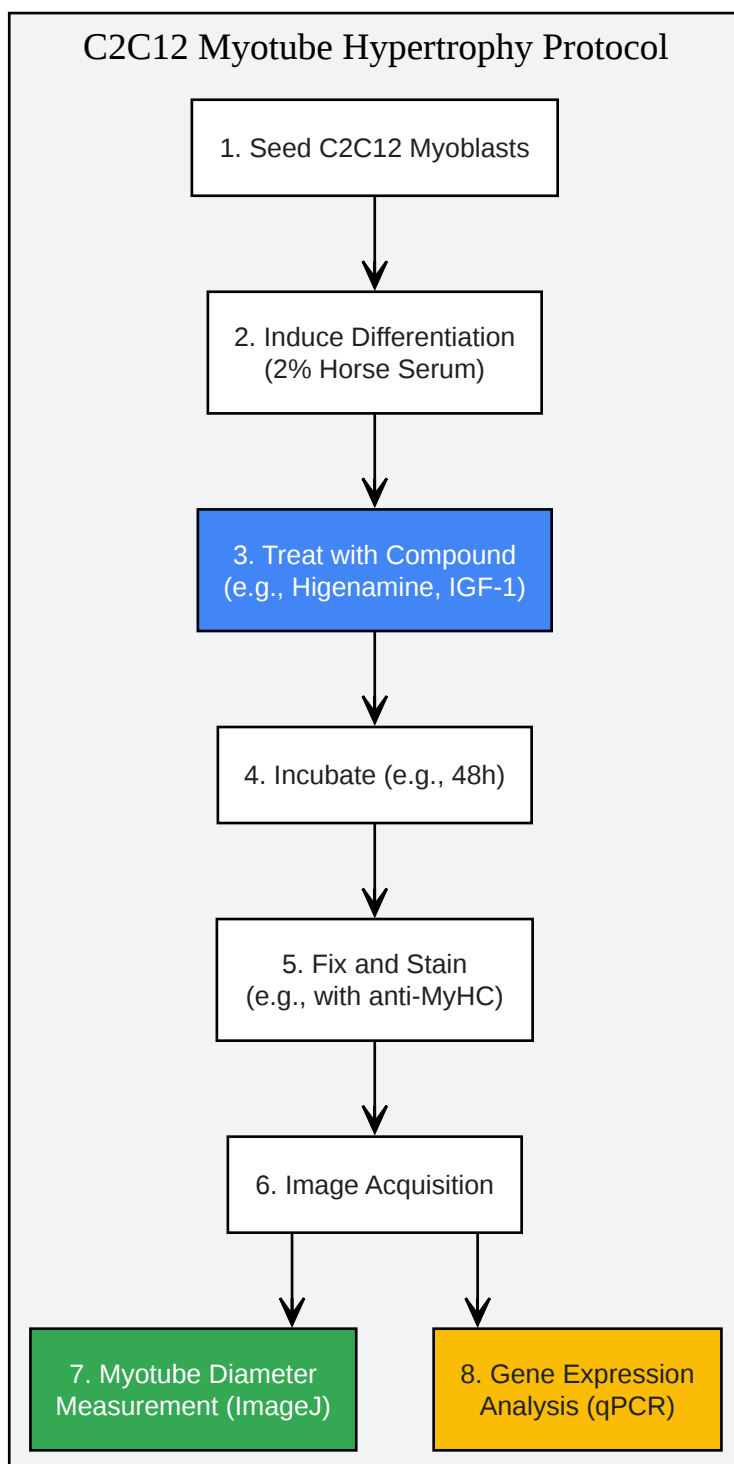 C2C12 Myotube Hypertrophy Protocol
1. Seed C2C12 Myoblasts
2. Induce Differentiation
(2% Horse Serum)
3. Treat with Compound
(e.g., Higenamine, IGF-1)
4. Incubate (e.g., 48h)
5. Fix and Stain
(e.g., with anti-MyHC)
6. Image Acquisition
7. Myotube Diameter
Measurement (ImageJ)
8. Gene Expression
Analysis (qPCR)